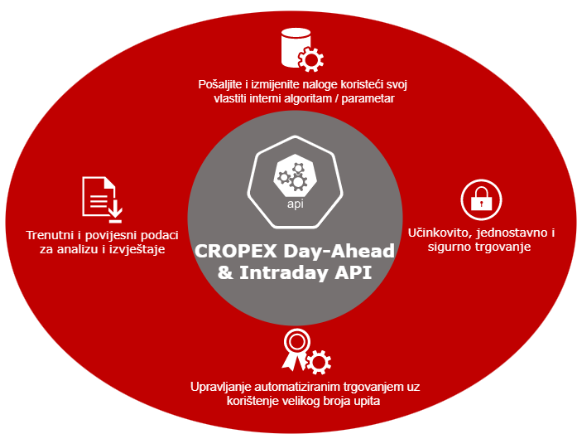 Pošaljite i izmijenite naloge koristeći svoj
vlastiti interni algoritam / parametar
api
CROPEX Day-Ahead
& Intraday API
Trenutni i povijesni podaci
za analizu i izvještaje
Učinkovito, jednostavno i
sigurno trgovanje
Upravljanje automatiziranim trgovanjem uz
korištenje velikog broja upita